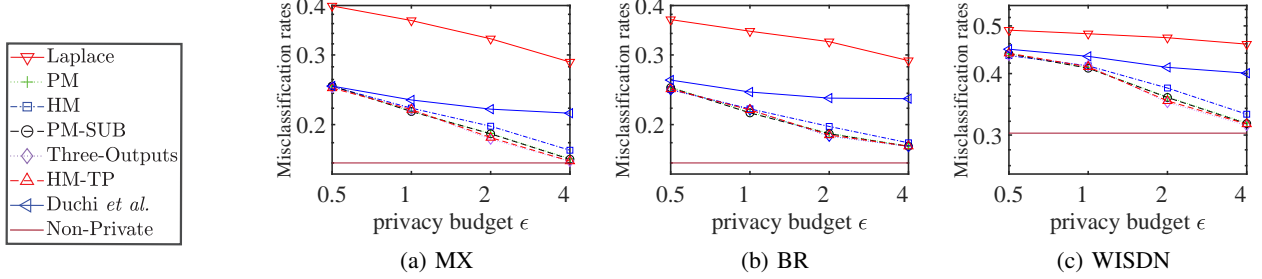 Laplace
PM
HM
PM-SUB
Three-Outputs
HM-TP
Duchi et al.
Non-Private
Misclassification rates
0.4
0.3
0.2
0.5 1 2 4
privacy budget ϵ
(a) MX
Misclassification rates
0.4
0.3
0.2
0.5 1 2 4
privacy budget ϵ
(b) BR
Misclassification rates
0.5
0.4
0.3
0.5 1 2 4
privacy budget ϵ
(c) WISDN